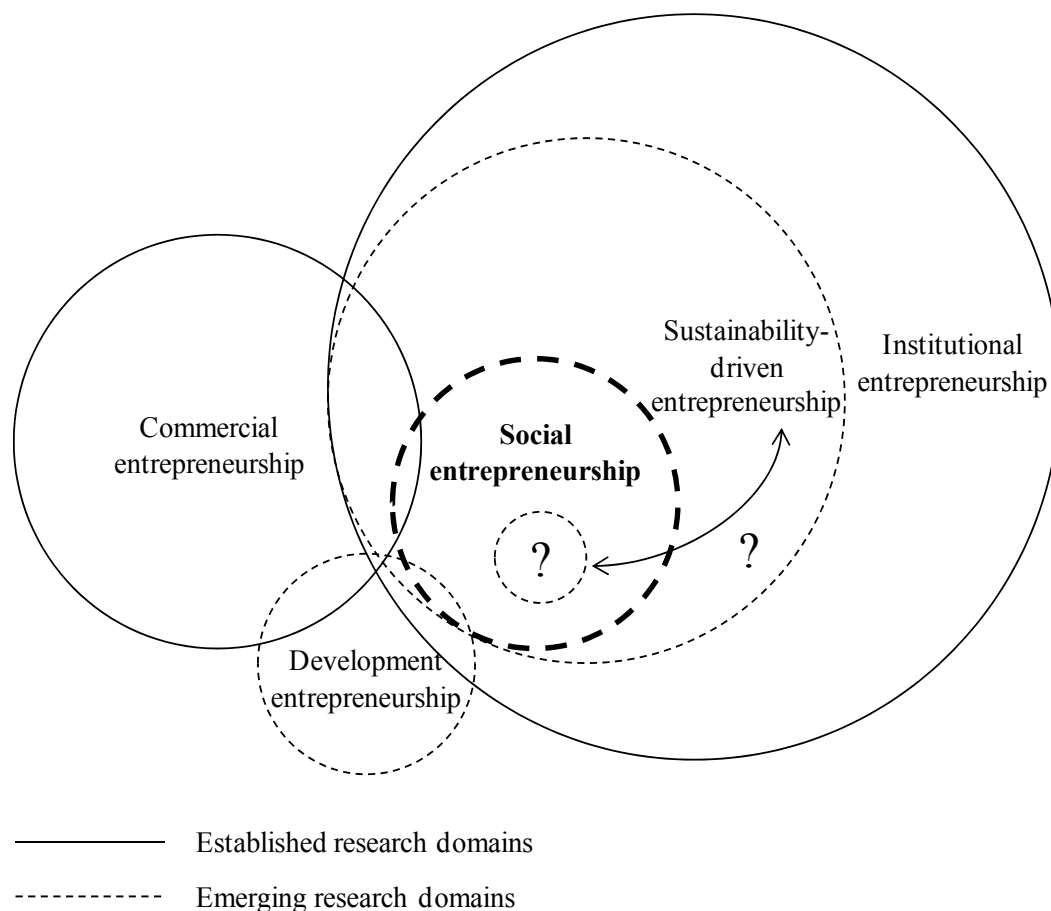 Sustainability-
driven
entrepreneurship
Institutional
entrepreneurship
Commercial
entrepreneurship
Social
entrepreneurship
?
?
Development
entrepreneurship
Established research domains
Emerging research domains